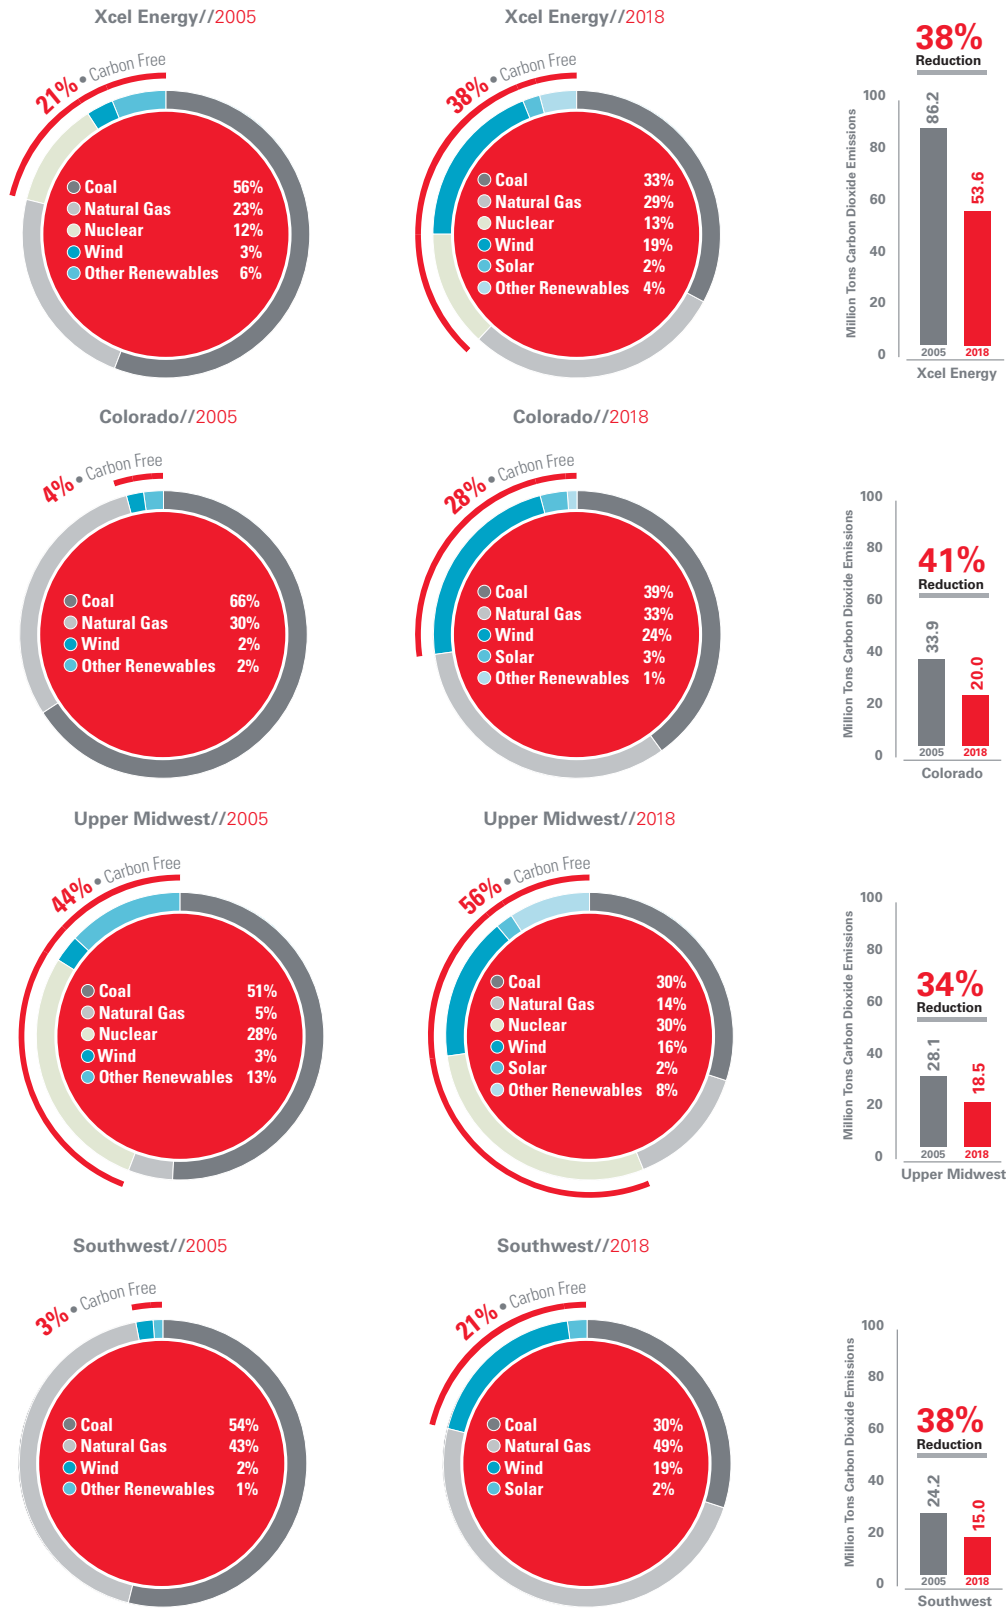 Xcel Energy//2005
21% • Carbon Free
Coal 56%
Natural Gas 23%
Nuclear 12%
Wind 3%
Other Renewables 6%
Xcel Energy//2018
38% • Carbon Free
Coal 33%
Natural Gas 29%
Nuclear 13%
Wind 19%
Solar 2%
Other Renewables 4%
38%
Reduction
Million Tons Carbon Dioxide Emissions
100
80
60
40
20
0
86.2
53.6
2005 2018
Xcel Energy
Colorado//2005
4% • Carbon Free
Coal 66%
Natural Gas 30%
Wind 2%
Other Renewables 2%
Colorado//2018
28% • Carbon Free
Coal 39%
Natural Gas 33%
Wind 24%
Solar 3%
Other Renewables 1%
41%
Reduction
Million Tons Carbon Dioxide Emissions
100
80
60
40
20
0
33.9
20.0
2005 2018
Colorado
Upper Midwest//2005
44% • Carbon Free
Coal 51%
Natural Gas 5%
Nuclear 28%
Wind 3%
Other Renewables 13%
Upper Midwest//2018
56% • Carbon Free
Coal 30%
Natural Gas 14%
Nuclear 30%
Wind 16%
Solar 2%
Other Renewables 8%
34%
Reduction
Million Tons Carbon Dioxide Emissions
100
80
60
40
20
0
28.1
18.5
2005 2018
Upper Midwest
Southwest//2005
3% • Carbon Free
Coal 54%
Natural Gas 43%
Wind 2%
Other Renewables 1%
Southwest//2018
21% • Carbon Free
Coal 30%
Natural Gas 49%
Wind 19%
Solar 2%
38%
Reduction
Million Tons Carbon Dioxide Emissions
100
80
60
40
20
0
24.2
15.0
2005 2018
Southwest